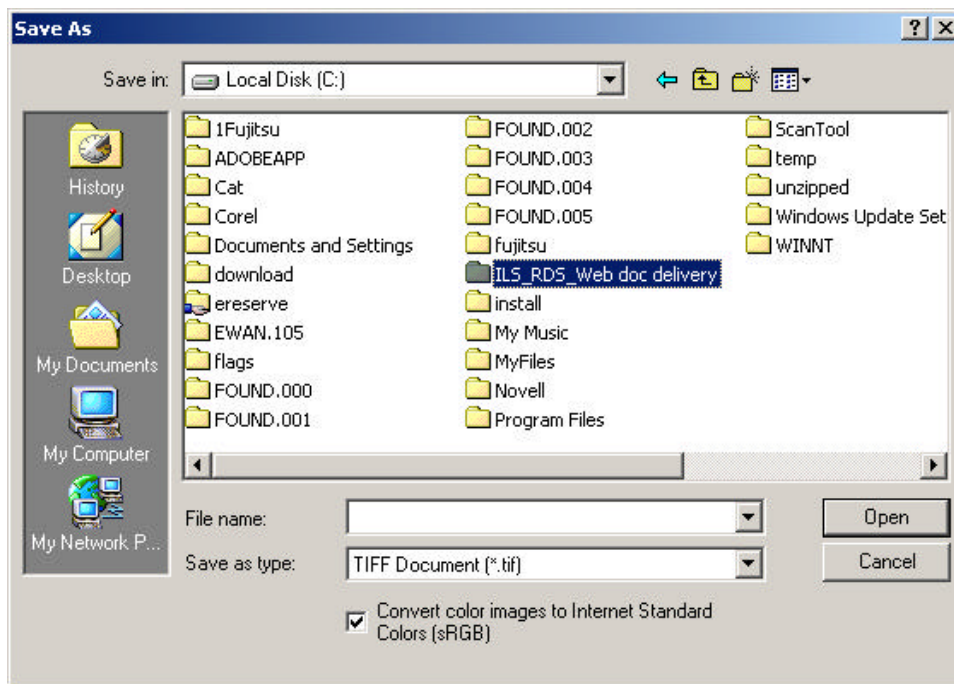 Save As
Save in: Local Disk (C:)
History
Desktop
My Documents
My Computer
My Network P...
1Fujitsu
ADOBEAPP
Cat
Corel
Documents and Settings
download
ereserve
EWAN.105
flags
FOUND.000
FOUND.001
FOUND.002
FOUND.003
FOUND.004
FOUND.005
fujitsu
ILS_RDS_Web doc delivery
install
My Music
MyFiles
Novell
Program Files
ScanTool
temp
unzipped
Windows Update Set
WINNT
File name:
Open
Save as type: TIFF Document (*.tif)
Cancel
Convert color images to Internet Standard
Colors (sRGB)